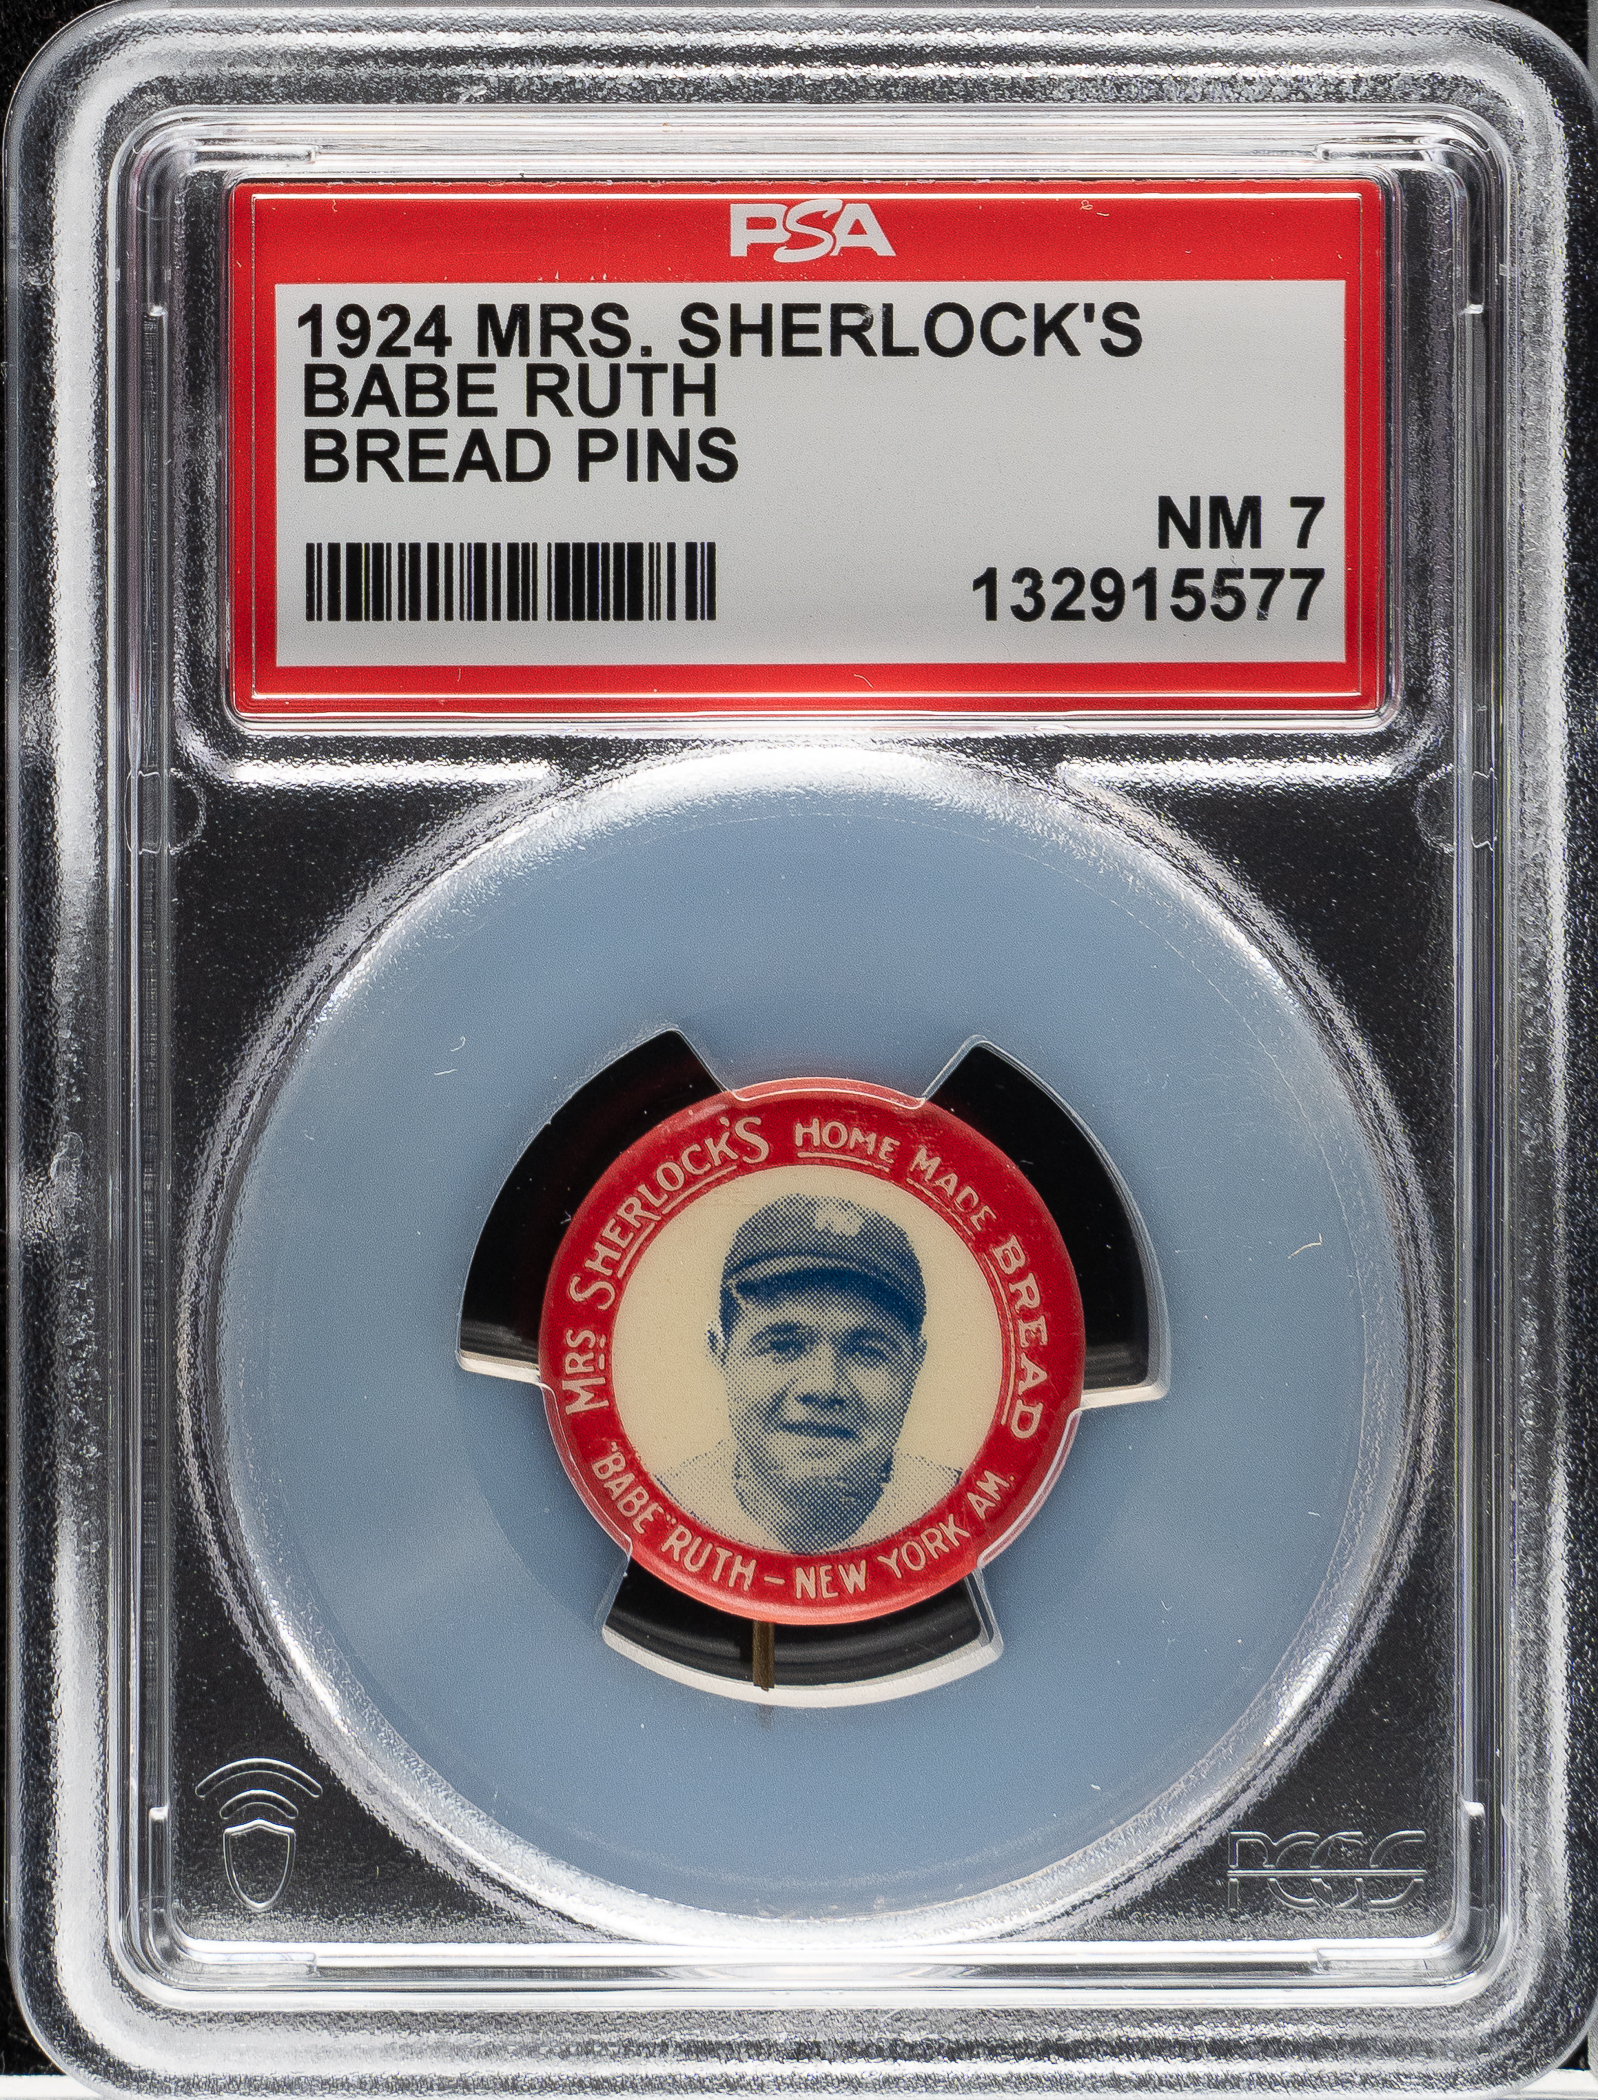 PSA
1924 MRS. SHERLOCK'S
BABE RUTH
BREAD PINS
NM 7
132915577
MRS SHERLOCK'S HOME MADE BREAD
"BABE" RUTH – NEW YORK AM.
PCGS